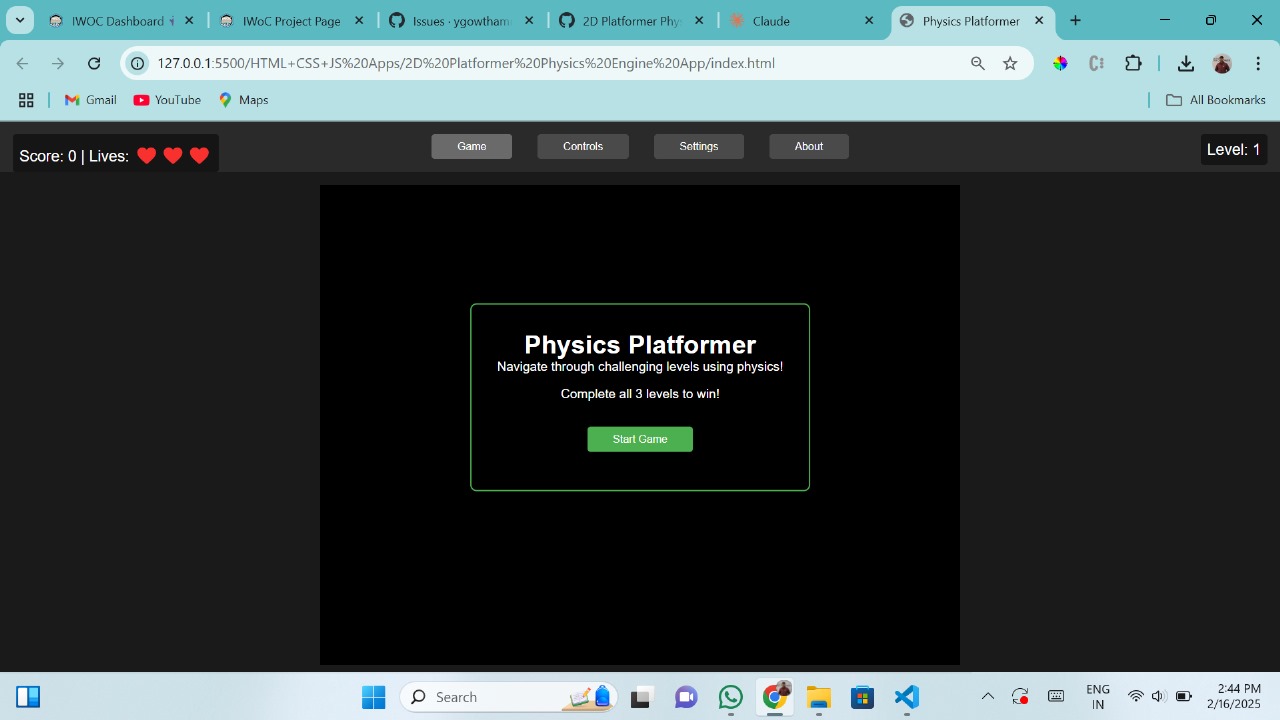 IWOC Dashboard
IWoC Project Page
Issues · ygowtham
2D Platformer Phy
Claude
Physics Platformer
127.0.0.1:5500/HTML+CSS+JS%20Apps/2D%20Platformer%20Physics%20Engine%20App/index.html
Gmail
YouTube
Maps
All Bookmarks
Score: 0 | Lives: ❤️ ❤️ ❤️
Game
Controls
Settings
About
Level: 1
Physics Platformer
Navigate through challenging levels using physics!
Complete all 3 levels to win!
Start Game
Search
ENG
IN
2:44 PM
2/16/2025